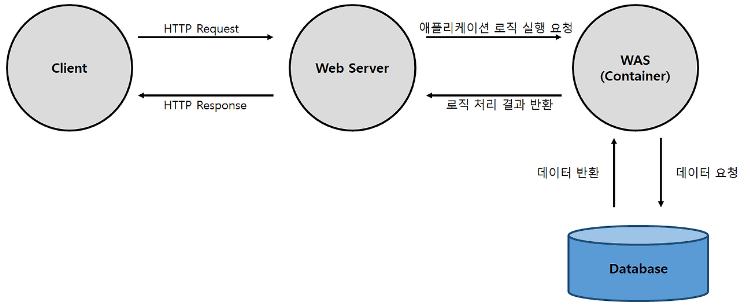 HTTP Request
애플리케이션 로직 실행 요청
Client
Web Server
WAS
(Container)
HTTP Response
로직 처리 결과 반환
데이터 반환
데이터 요청
Database